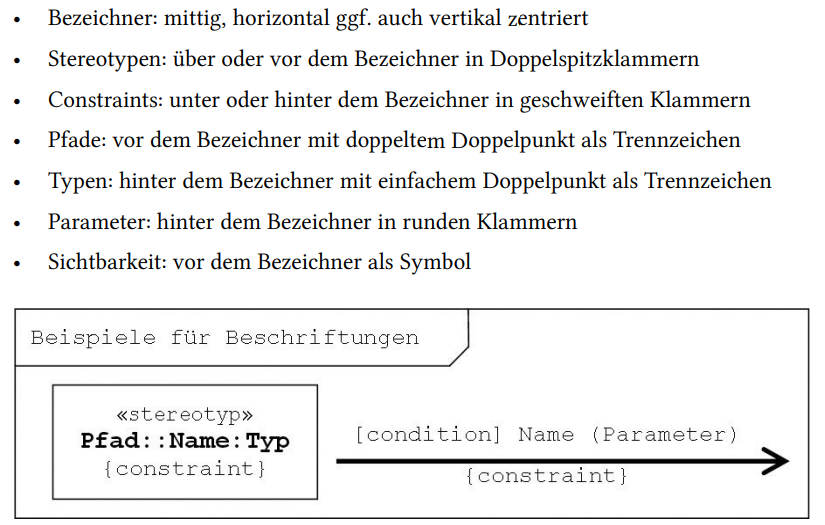 • Bezeichner: mittig, horizontal ggf. auch vertikal zentriert
• Stereotypen: über oder vor dem Bezeichner in Doppelspitzklammern
• Constraints: unter oder hinter dem Bezeichner in geschweiften Klammern
• Pfade: vor dem Bezeichner mit doppeltem Doppelpunkt als Trennzeichen
• Typen: hinter dem Bezeichner mit einfachem Doppelpunkt als Trennzeichen
• Parameter: hinter dem Bezeichner in runden Klammern
• Sichtbarkeit: vor dem Bezeichner als Symbol
Beispiele für Beschriftungen
«stereotyp»
Pfad::Name:Typ
{constraint}
[condition] Name (Parameter)
{constraint}